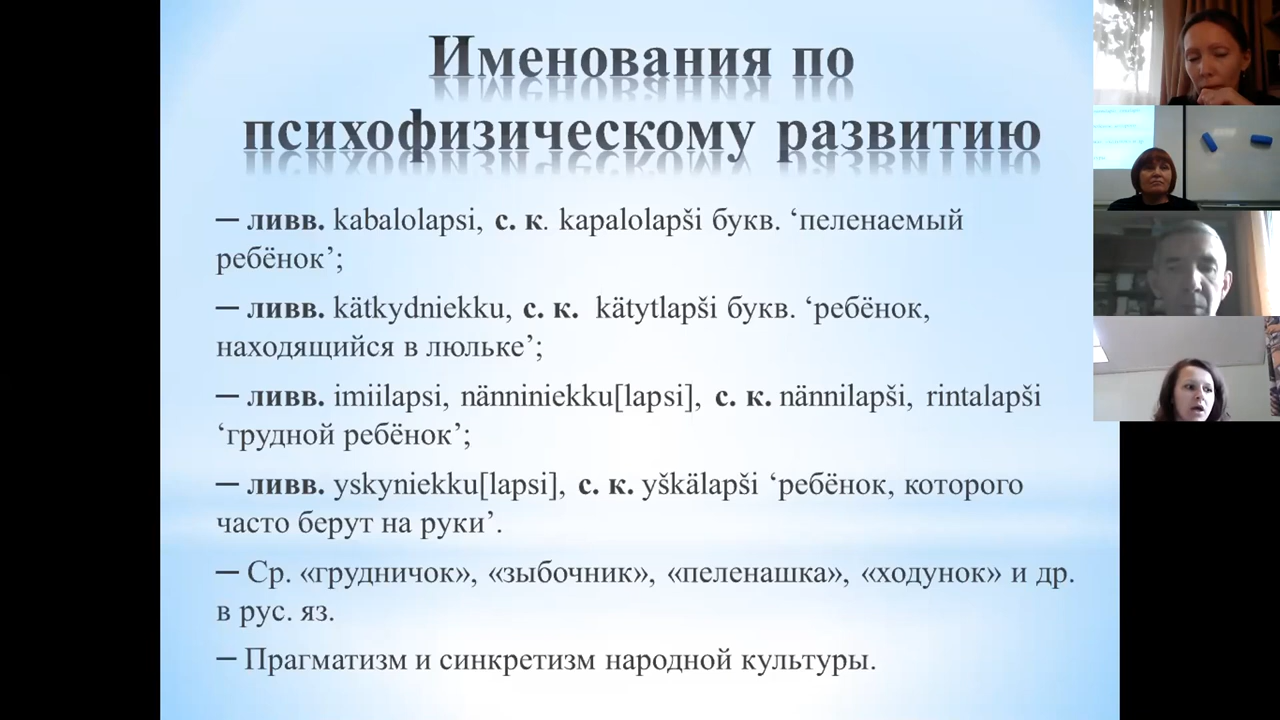 Именования по
психофизическому развитию
─ ливв. kabalolapsi, с. к. kapalolapši букв. ‘пеленаемый
ребёнок’;
─ ливв. kätkydniekku, с. к. kätytlapši букв. ‘ребёнок,
находящийся в люльке’;
─ ливв. imiilapsi, nänniniekku[lapsi], с. к. nännilapši, rintalapši
‘грудной ребёнок’;
─ ливв. yskyniekku[lapsi], с. к. yškälapši ‘ребёнок, которого
часто берут на руки’.
─ Ср. «грудничок», «зыбочник», «пеленашка», «ходунок» и др.
в рус. яз.
─ Прагматизм и синкретизм народной культуры.